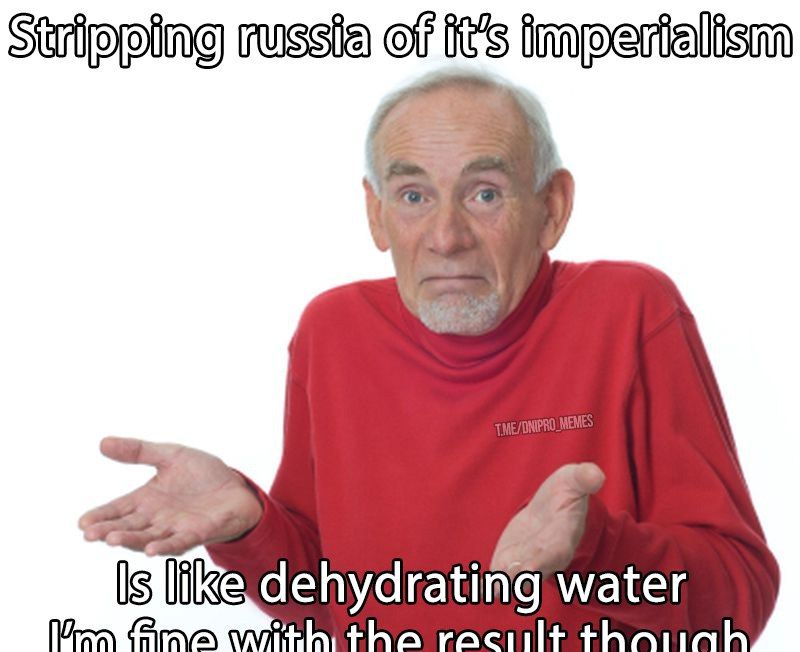 Stripping russia of it's imperialism
T.ME/DNIPRO_MEMES
Is like dehydrating water
I'm fine with the result though